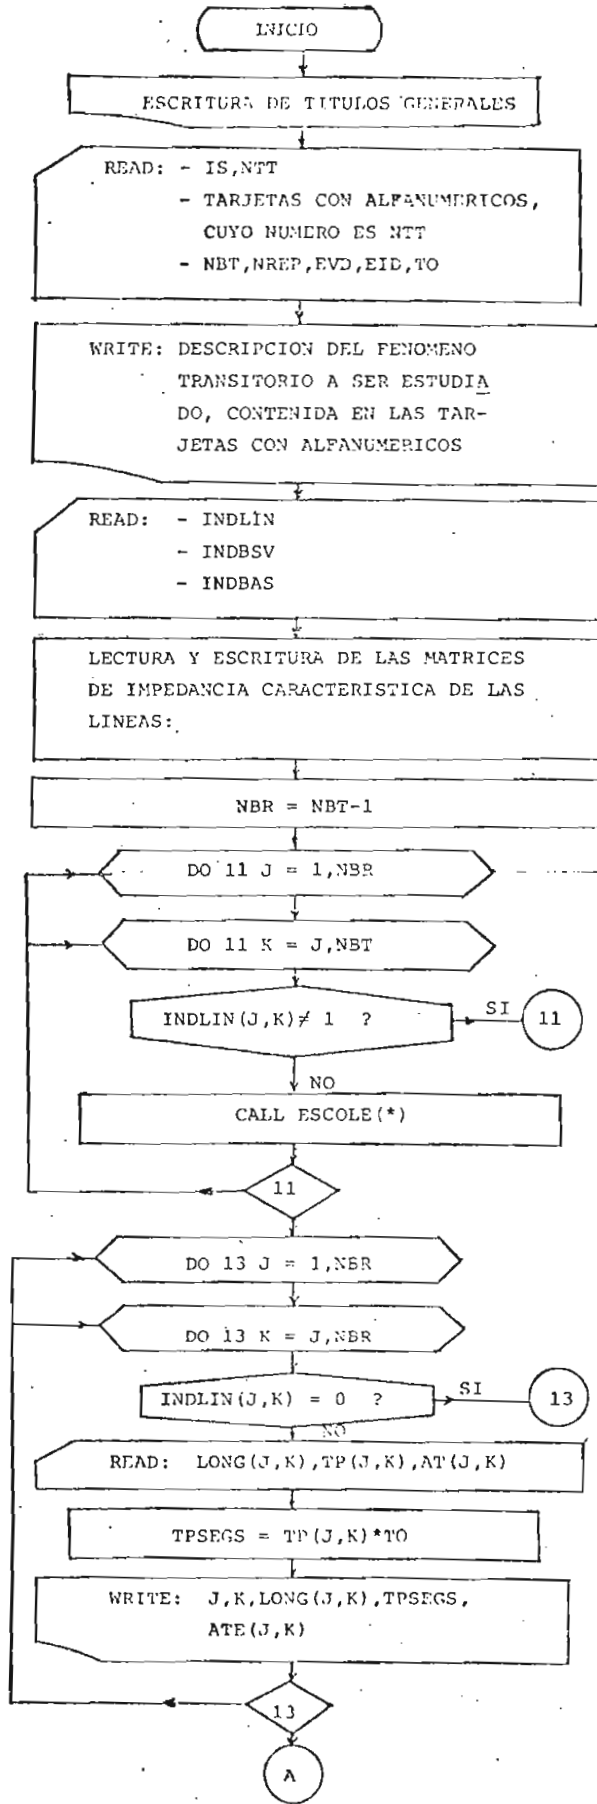 INICIO
ESCRITURA DE TITULOS GENERALES
READ: - IS,NTT
- TARJETAS CON ALFANUMERICOS,
CUYO NUMERO ES NTT
- NBT,NREP,EVD,EID,TO
WRITE: DESCRIPCION DEL FENOMENO
TRANSITORIO A SER ESTUDIA
DO, CONTENIDA EN LAS TAR-
JETAS CON ALFANUMERICOS
READ: - INDLIN
- INDBSV
- INDBAS
LECTURA Y ESCRITURA DE LAS MATRICES
DE IMPEDANCIA CARACTERISTICA DE LAS
LINEAS:
NBR = NBT-1
DO 11 J = 1,NBR
DO 11 K = J,NBT
INDLIN(J,K)≠ 1 ?
SI
11
NO
CALL ESCOLE(*)
11
DO 13 J = 1,NBR
DO 13 K = J,NBR
INDLIN(J,K) = 0 ?
SI
13
NO
READ: LONG(J,K),TP(J,K),AT(J,K)
TPSEGS = TP(J,K)*TO
WRITE: J,K,LONG(J,K),TPSEGS,
ATE(J,K)
13
A